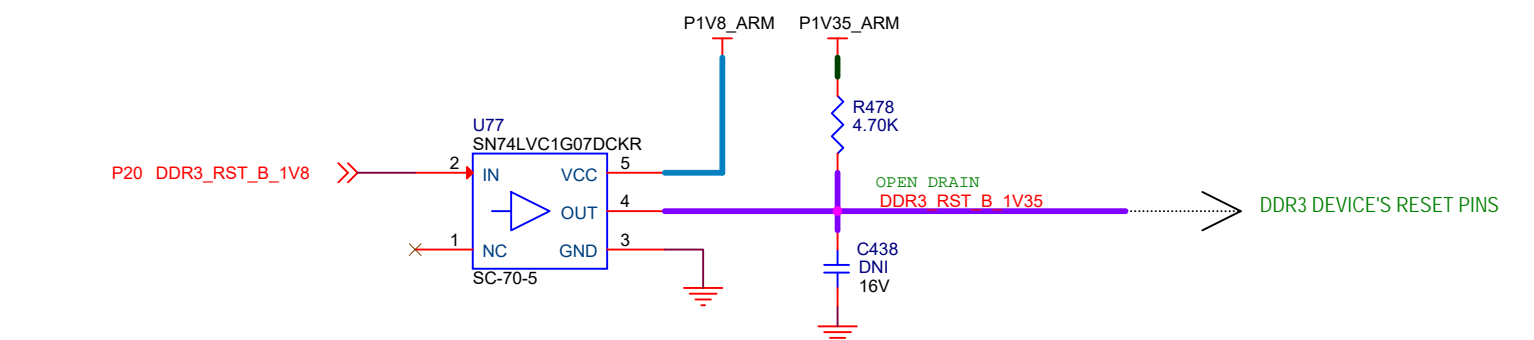 P1V8_ARM P1V35_ARM
R478
4.70K
U77
SN74LVC1G07DCKR
P20 DDR3_RST_B_1V8
2 IN VCC 5
OPEN DRAIN
DDR3_RST_B_1V35
OUT 4
DDR3 DEVICE'S RESET PINS
1 NC GND 3
SC-70-5
C438
DNI
16V